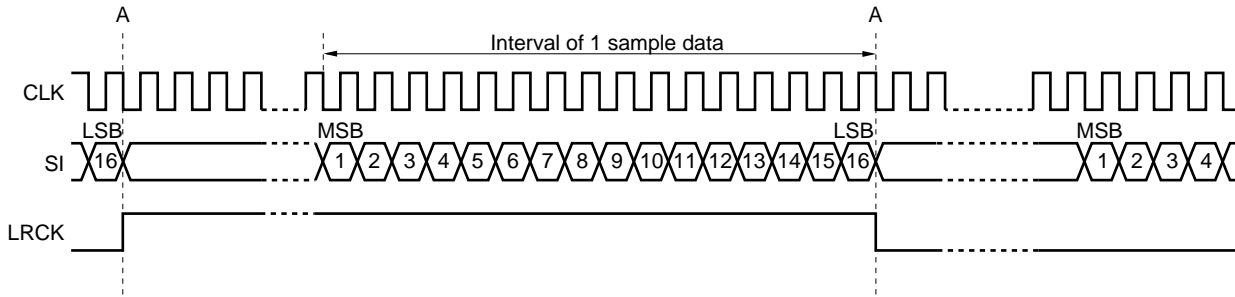 A A
Interval of 1 sample data
CLK
LSB MSB LSB MSB
SI 16 1 2 3 4 5 6 7 8 9 10 11 12 13 14 15 16 1 2 3 4
LRCK